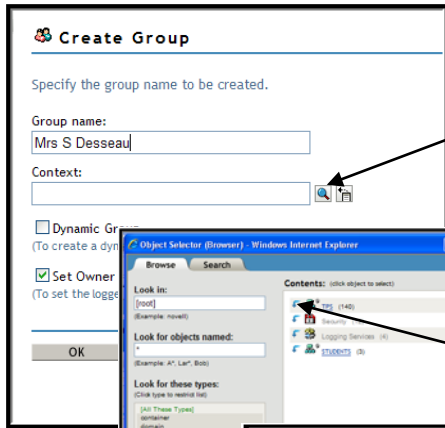 Create Group
Specify the group name to be created.
Group name:
Mrs S Desseau
Context:
Dynamic Gr
(To create a dyn
Set Owner
(To set the logge
OK
Object Selector (Browser) - Windows Internet Explorer
Browse Search
Look in:
[root]
(Example: novell)
Look for objects named:
*
(Example: A*, Lar*, Bob)
Look for these types:
(Click type to restrict list)
[All These Types]
container
domain
Contents: (click object to select)
TPS (140)
Security
Logging Services (4)
STUDENTS (3)